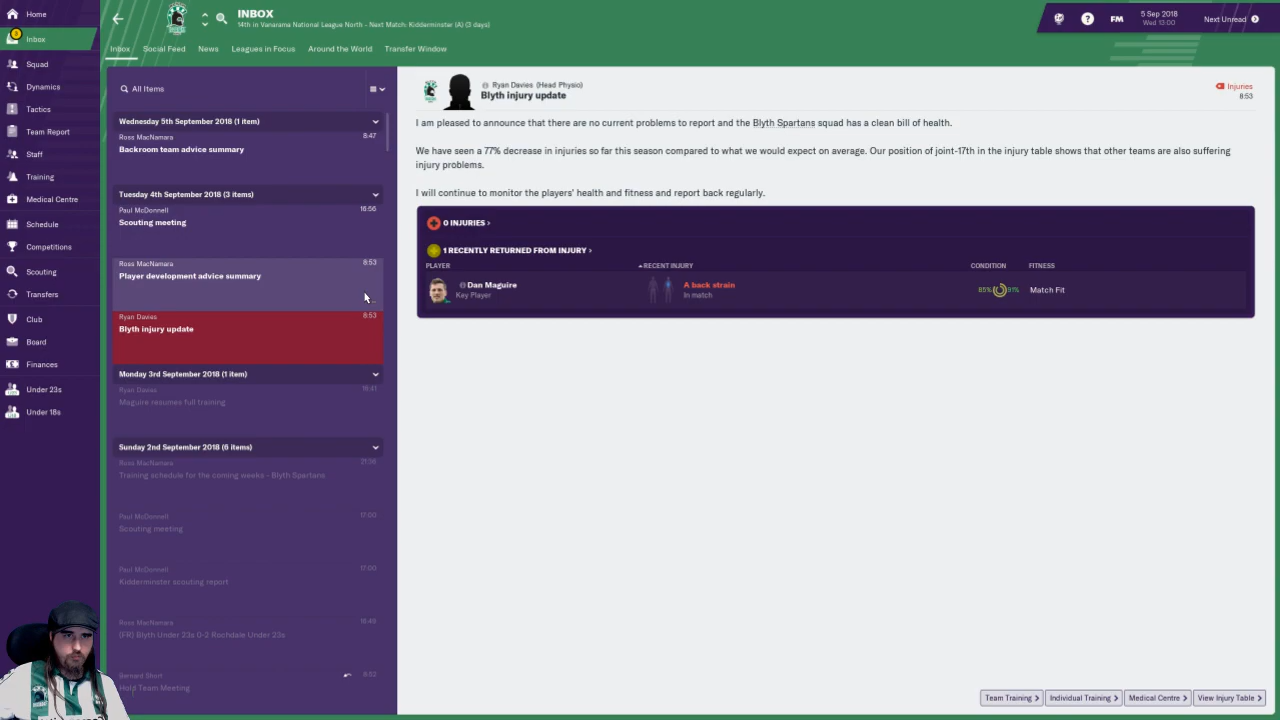 Home
Inbox
Squad
Dynamics
Tactics
Team Report
Staff
Training
Medical Centre
Schedule
Competitions
Scouting
Transfers
Club
Board
Finances
Under 23s
Under 18s
INBOX
14th in Vanarama National League North - Next Match: Kidderminster (A) (3 days)
FM
5 Sep 2018
Wed 13:00
Next Unread
Inbox
Social Feed
News
Leagues in Focus
Around the World
Transfer Window
All Items
Wednesday 5th September 2018 (1 item)
Ross MacNamara 8:47
Backroom team advice summary
Tuesday 4th September 2018 (3 items)
Paul McDonnell 18:56
Scouting meeting
Ross MacNamara 8:53
Player development advice summary
Ryan Davies 8:53
Blyth injury update
Monday 3rd September 2018 (1 item)
Ryan Davies 16:41
Maguire resumes full training
Sunday 2nd September 2018 (6 items)
Ross MacNamara
Training schedule for the coming weeks - Blyth Spartans
Paul McDonnell 17:00
Scouting meeting
Paul McDonnell 17:00
Kidderminster scouting report
Ross MacNamara 16:49
(FR) Blyth Under 23s 0-2 Rochdale Under 23s
Bernard Short 8:52
Hold Team Meeting
Ryan Davies (Head Physio)
Blyth injury update
Injuries
8:53
I am pleased to announce that there are no current problems to report and the Blyth Spartans squad has a clean bill of health.
We have seen a 77% decrease in injuries so far this season compared to what we would expect on average. Our position of joint-17th in the injury table shows that other teams are also suffering
injury problems.
I will continue to monitor the players' health and fitness and report back regularly.
0 INJURIES >
1 RECENTLY RETURNED FROM INJURY >
PLAYER RECENT INJURY CONDITION FITNESS
Dan Maguire
Key Player
A back strain
In match
85% 91%
Match Fit
Team Training >
Individual Training >
Medical Centre >
View Injury Table >